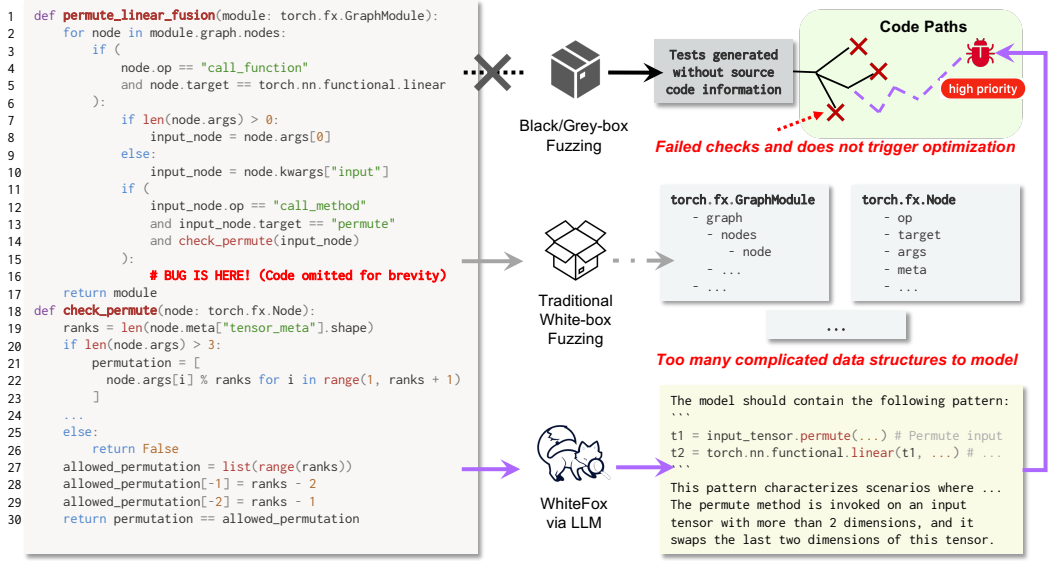 1 def permute_linear_fusion(module: torch.fx.GraphModule):
2 for node in module.graph.nodes:
3 if (
4 node.op == "call_function"
5 and node.target == torch.nn.functional.linear
6 ):
7 if len(node.args) > 0:
8 input_node = node.args[0]
9 else:
10 input_node = node.kwargs["input"]
11 if (
12 input_node.op == "call_method"
13 and input_node.target == "permute"
14 and check_permute(input_node)
15 ):
16 # BUG IS HERE! (Code omitted for brevity)
17 return module
18 def check_permute(node: torch.fx.Node):
19 ranks = len(node.meta["tensor_meta"].shape)
20 if len(node.args) > 3:
21 permutation = [
22 node.args[i] % ranks for i in range(1, ranks + 1)
23 ]
24 ...
25 else:
26 return False
27 allowed_permutation = list(range(ranks))
28 allowed_permutation[-1] = ranks - 2
29 allowed_permutation[-2] = ranks - 1
30 return permutation == allowed_permutation
Black/Grey-box
Fuzzing
Tests generated
without source
code information
Code Paths
high priority
Failed checks and does not trigger optimization
Traditional
White-box
Fuzzing
torch.fx.GraphModule
- graph
- nodes
- node
- ...
- ...
torch.fx.Node
- op
- target
- args
- meta
- ...
...
Too many complicated data structures to model
WhiteFox
via LLM
The model should contain the following pattern:
```
t1 = input_tensor.permute(...) # Permute input
t2 = torch.nn.functional.linear(t1, ...) # ...
```
This pattern characterizes scenarios where ...
The permute method is invoked on an input
tensor with more than 2 dimensions, and it
swaps the last two dimensions of this tensor.